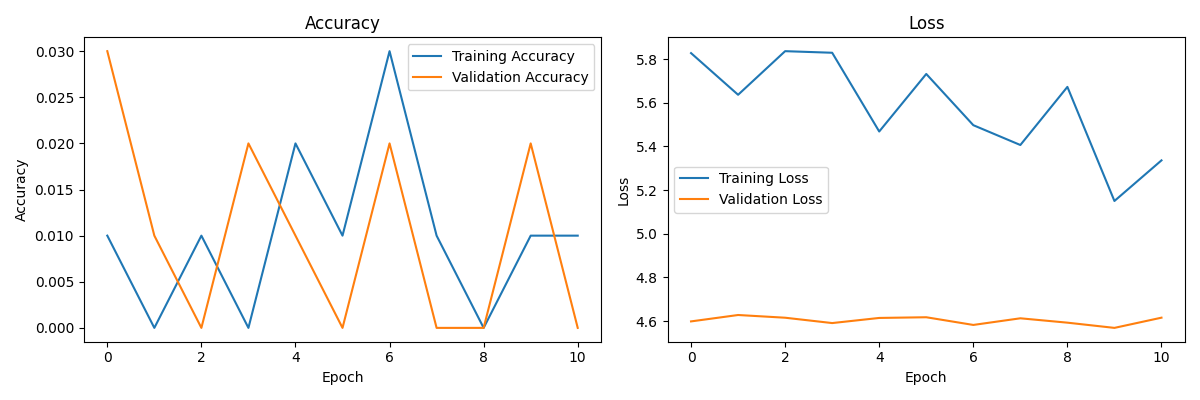 Accuracy
Training Accuracy
Validation Accuracy
0.030
0.025
0.020
0.015
0.010
0.005
0.000
Accuracy
0 2 4 6 8 10
Epoch
Loss
5.8
5.6
5.4
5.2
5.0
4.8
4.6
Loss
Training Loss
Validation Loss
0 2 4 6 8 10
Epoch